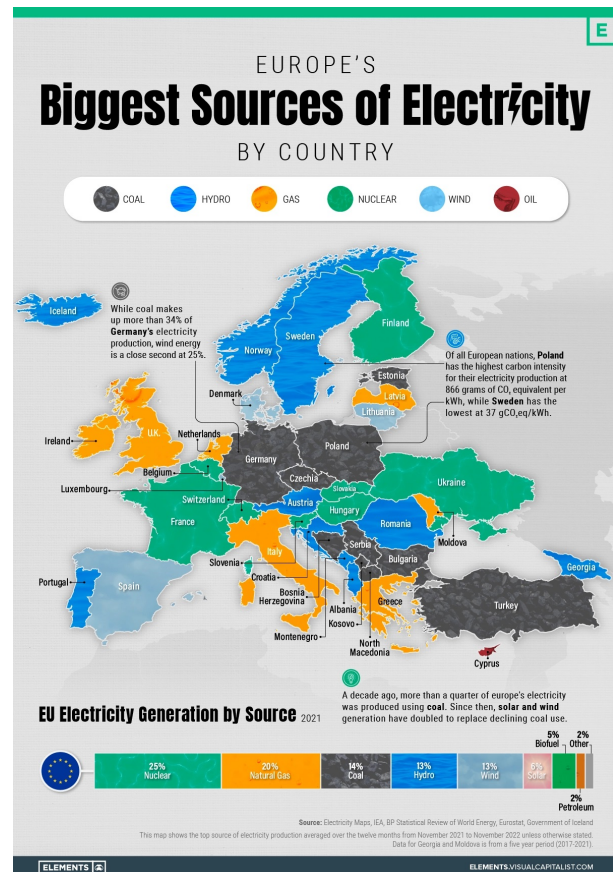 E
EUROPE'S
Biggest Sources of Electricity
BY COUNTRY
COAL
HYDRO
GAS
NUCLEAR
WIND
OIL
While coal makes
up more than 34% of
Germany's electricity
production, wind energy
is a close second at 25%.
Iceland
Norway
Sweden
Finland
Of all European nations, Poland
has the highest carbon intensity
for their electricity production at
866 grams of CO₂ equivalent per
kWh, while Sweden has the
lowest at 37 gCO₂eq/kWh.
Estonia
Latvia
Lithuania
Denmark
Ireland
U.K.
Netherlands
Belgium
Luxembourg
Germany
Poland
Czechia
Slovakia
Ukraine
Switzerland
Austria
Hungary
France
Romania
Moldova
Italy
Slovenia
Croatia
Serbia
Bulgaria
Georgia
Portugal
Spain
Bosnia
Herzegovina
Albania
Kosovo
Montenegro
North
Macedonia
Greece
Turkey
Cyprus
A decade ago, more than a quarter of europe's electricity
was produced using coal. Since then, solar and wind
generation have doubled to replace declining coal use.
EU Electricity Generation by Source 2021
25%
Nuclear
20%
Natural Gas
14%
Coal
13%
Hydro
13%
Wind
6%
Solar
5%
Biofuel
2%
Other
2%
Petroleum
Source: Electricity Maps, IEA, BP Statistical Review of World Energy, Eurostat, Government of Iceland
This map shows the top source of electricity production averaged over the twelve months from November 2021 to November 2022 unless otherwise stated.
Data for Georgia and Moldova is from a five year period (2017-2021).
ELEMENTS
ELEMENTS.VISUALCAPITALIST.COM